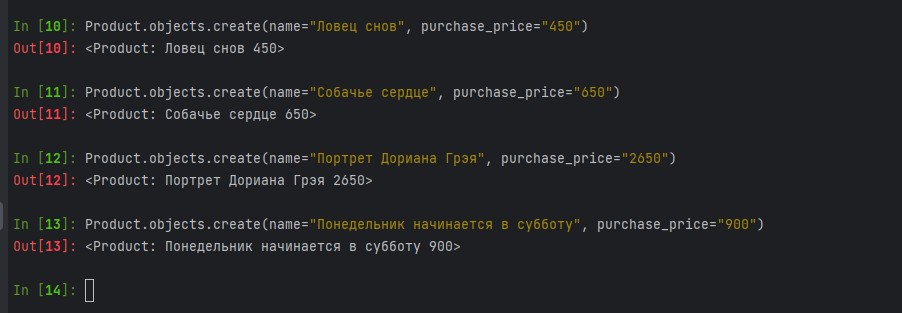 In [10]: Product.objects.create(name="Ловец снов", purchase_price="450")
Out[10]: <Product: Ловец снов 450>
In [11]: Product.objects.create(name="Собачье сердце", purchase_price="650")
Out[11]: <Product: Собачье сердце 650>
In [12]: Product.objects.create(name="Портрет Дориана Грэя", purchase_price="2650")
Out[12]: <Product: Портрет Дориана Грэя 2650>
In [13]: Product.objects.create(name="Понедельник начинается в субботу", purchase_price="900")
Out[13]: <Product: Понедельник начинается в субботу 900>
In [14]: